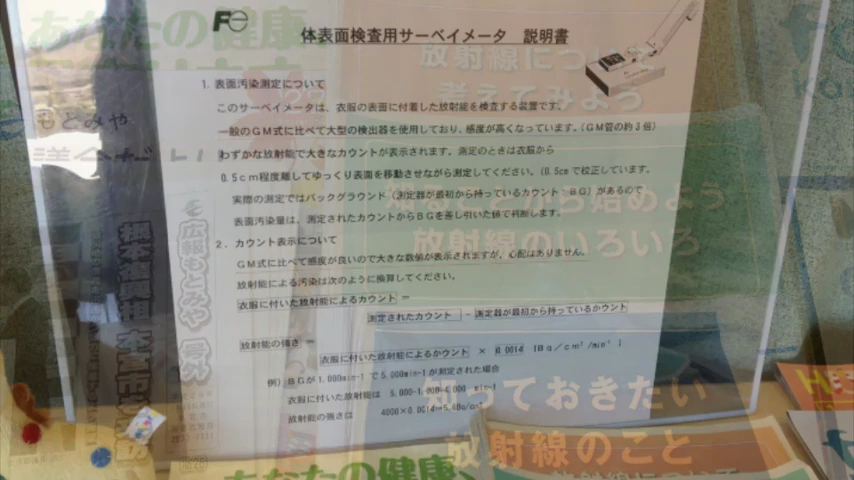 Fe
体表面検査用サーベイメータ 説明書
1. 表面汚染測定について
このサーベイメータは、衣服の表面に付着した放射能を検査する装置です。
一般のGM式に比べて大型の検出器を使用しており、感度が高くなっています。(GM管の約3倍)
わずかな放射能で大きなカウントが表示されます。測定のときは衣服から
0.5cm程度離してゆっくり表面を移動させながら測定してください。(0.5cmで校正しています。
実際の測定ではバックグラウンド(測定器が最初から持っているカウント:BG)があるので
表面汚染量は、測定されたカウントからBGを差し引いた値で判断します。
2. カウント表示について
GM式に比べて感度が良いので大きな数値が表示されますが、心配はありません。
放射能による汚染は次のように換算してください。
衣服に付いた放射能によるカウント =
測定されたカウント - 測定器が最初から持っているカウント
放射能の強さ =
衣服に付いた放射能によるカウント × 0.0014 [Bq/cm²/min⁻¹]
例)BGが1,000min-1で5,000min-1が測定された場合
衣服に付いた放射能は 5,000-1,000=4,000 min-1
放射能の強さは 4000×0.0014=5.6Bq/cm²
あなたの健康
放射線について
考えてみよう
もとみや
から始めよう
放射線のいろいろ
広報もとみや 号外
知っておきたい
放射線のこと
あなたの健康
放射線について